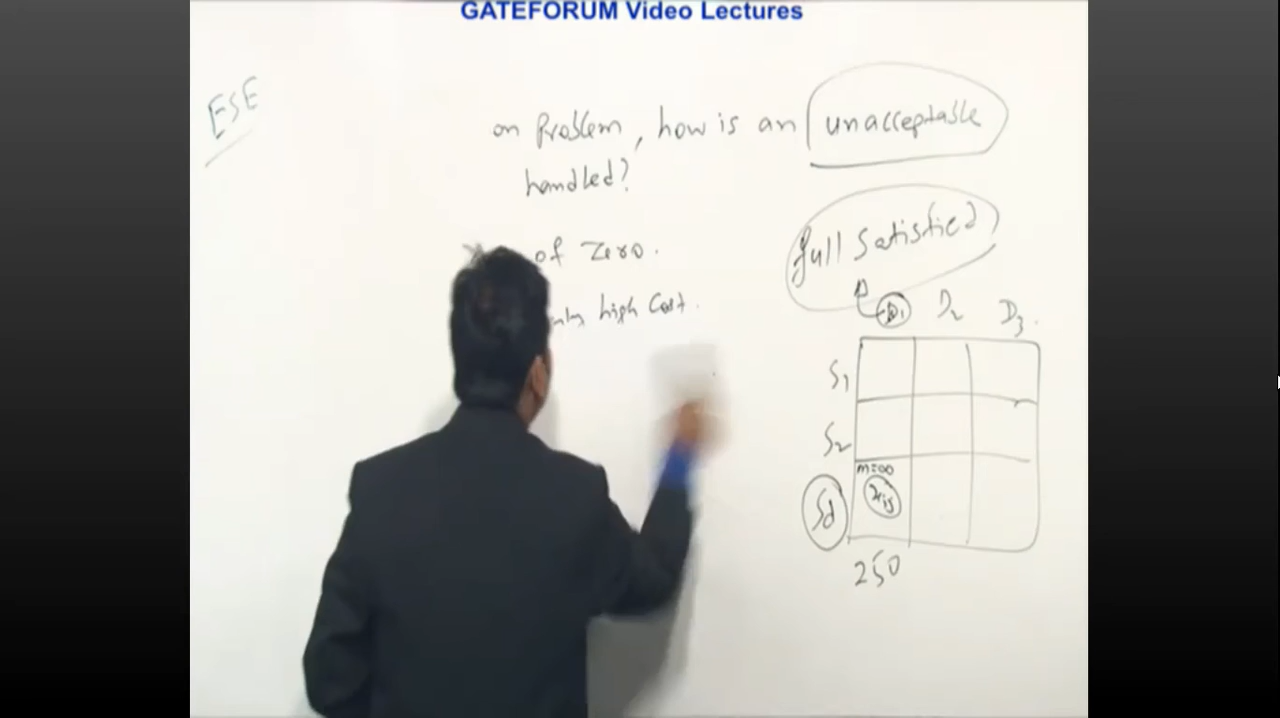 GATEFORUM Video Lectures
ESE
on Problem, how is an unacceptable
handled?
of Zero.
high Cost.
full satisfied
D1 D2 D3
S1
S2
m=∞
Sd
250